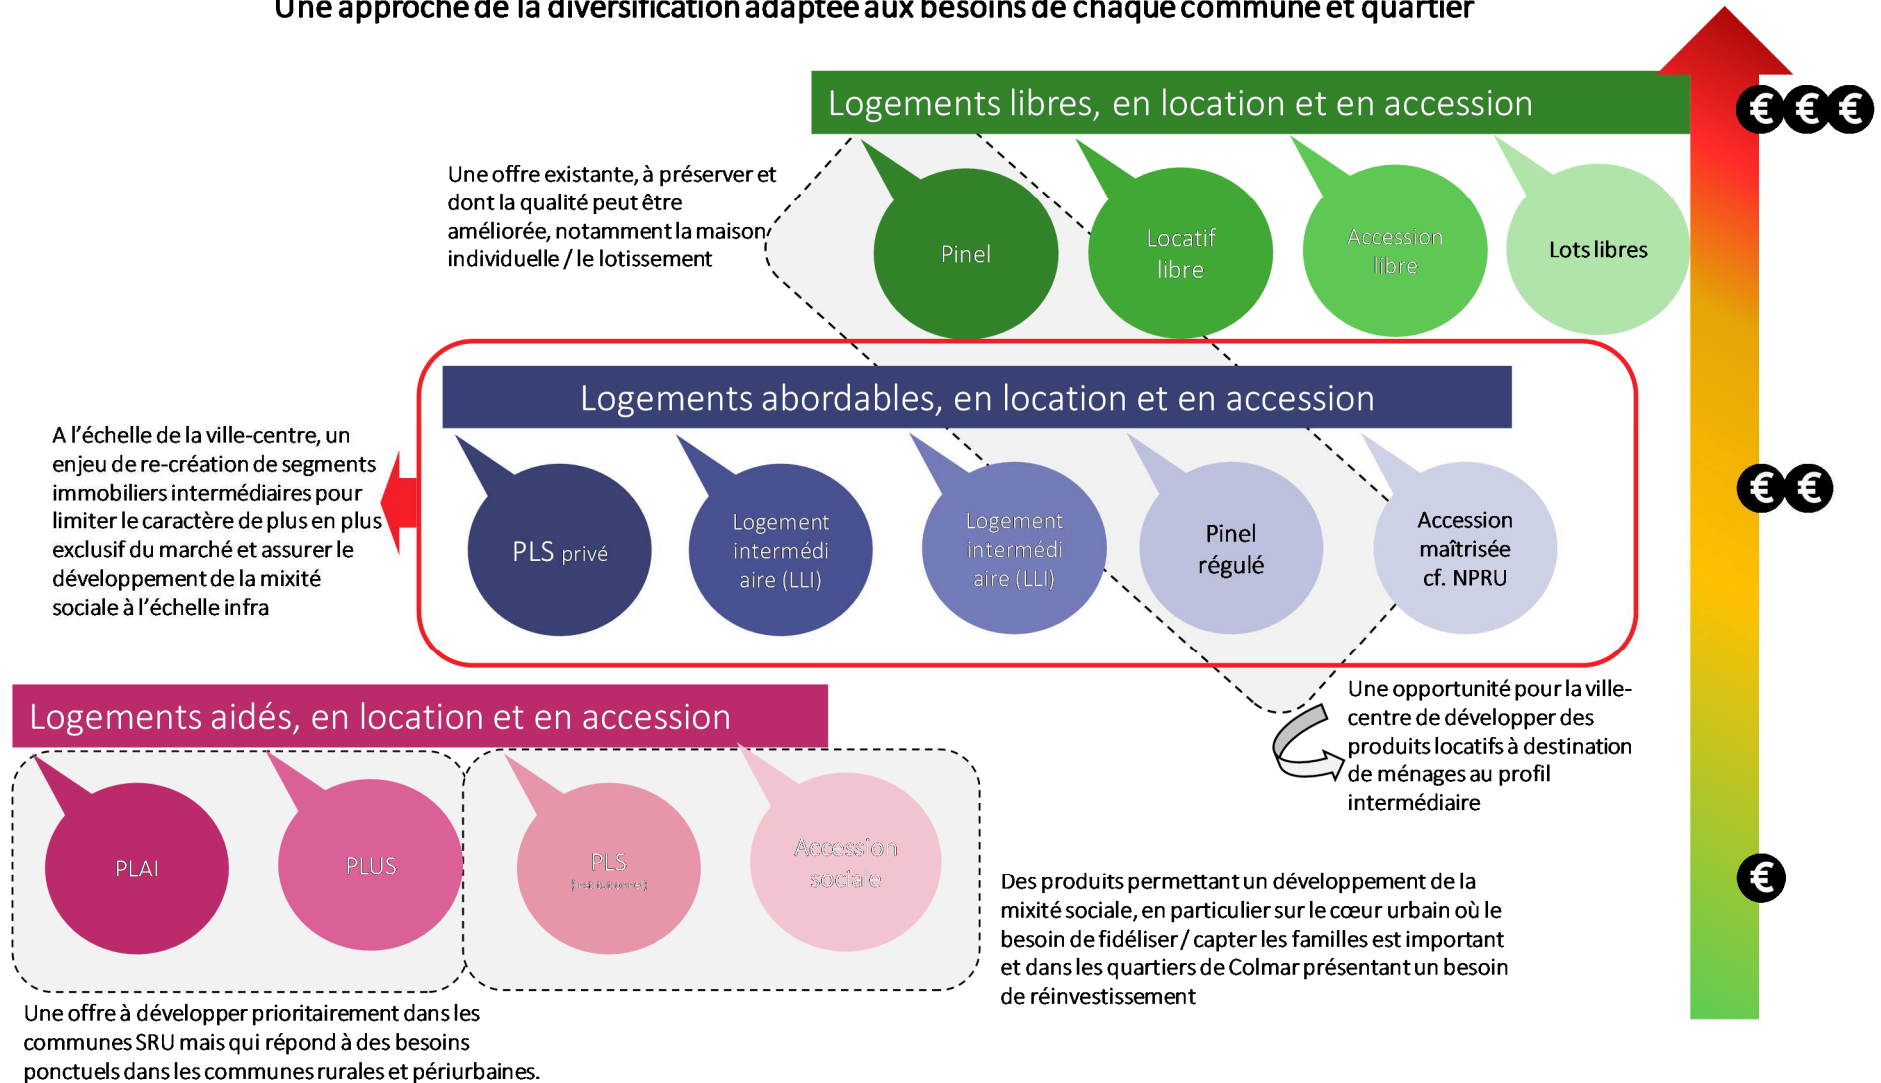 Une approche de la diversification adaptée aux besoins de chaque commune et quartier
Logements libres, en location et en accession
€ € €
Une offre existante, à préserver et
dont la qualité peut être
améliorée, notamment la maison
individuelle / le lotissement
Pinel
Locatif
libre
Accession
libre
Lots libres
Logements abordables, en location et en accession
A l'échelle de la ville-centre, un
enjeu de re-création de segments
immobiliers intermédiaires pour
limiter le caractère de plus en plus
exclusif du marché et assurer le
développement de la mixité
sociale à l'échelle infra
PLS privé
Logement
intermédi
aire (LLI)
Logement
intermédi
aire (LLI)
Pinel
régulé
Accession
maîtrisée
cf. NPRU
€ €
Une opportunité pour la ville-
centre de développer des
produits locatifs à destination
de ménages au profil
intermédiaire
Logements aidés, en location et en accession
PLAI
PLUS
PLS
Accession
sociale
€
Des produits permettant un développement de la
mixité sociale, en particulier sur le cœur urbain où le
besoin de fidéliser / capter les familles est important
et dans les quartiers de Colmar présentant un besoin
de réinvestissement
Une offre à développer prioritairement dans les
communes SRU mais qui répond à des besoins
ponctuels dans les communes rurales et périurbaines.